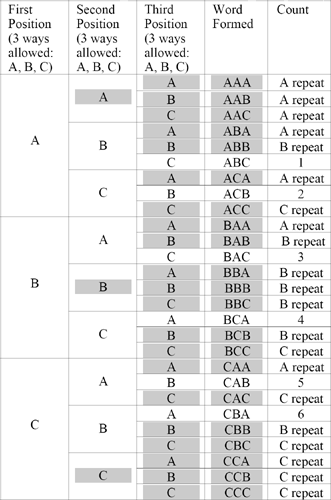 First Position (3 ways allowed: A, B, C) Second Position (3 ways allowed: A, B, C) Third Position (3 ways allowed: A, B, C) Word Formed Count
A A A AAA A repeat
B AAB A repeat
C AAC A repeat
B A ABA A repeat
B ABB B repeat
C ABC 1
C A ACA A repeat
B ACB 2
C ACC C repeat
B A A BAA A repeat
B BAB B repeat
C BAC 3
B A BBA B repeat
B BBB B repeat
C BBC B repeat
C A BCA 4
B BCB B repeat
C BCC C repeat
C A A CAA A repeat
B CAB 5
C CAC C repeat
B A CBA 6
B CBB B repeat
C CBC C repeat
C A CCA C repeat
B CCB C repeat
C CCC C repeat